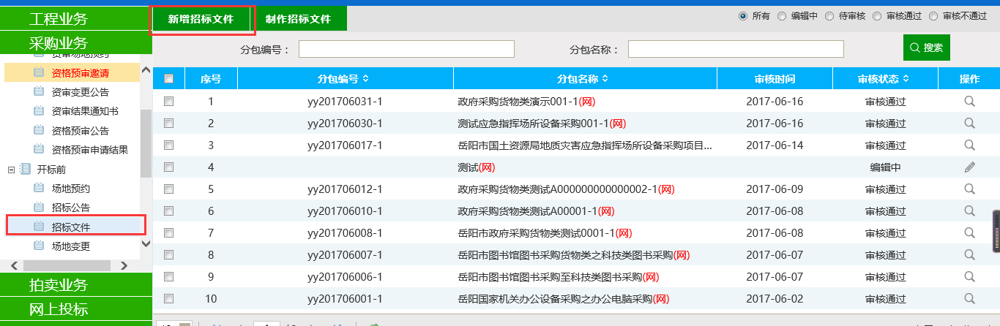 工程业务
采购业务
资格预审邀请
资审变更公告
资审结果通知书
资格预审公告
资格预审申请结果
开标前
场地预约
招标公告
招标文件
场地变更
拍卖业务
网上投标
新增招标文件 制作招标文件
所有 编辑中 待审核 审核通过 审核不通过
分包编号： 分包名称： 搜索
序号 分包编号 分包名称 审核时间 审核状态 操作
1 yy201706031-1 政府采购货物类演示001-1(网) 2017-06-16 审核通过
2 yy201706030-1 测试应急指挥场所设备采购001-1(网) 2017-06-16 审核通过
3 yy201706017-1 岳阳市国土资源局地质灾害应急指挥场所设备采购项目... 2017-06-14 审核通过
4 测试(网) 编辑中
5 yy201706012-1 政府采购货物类测试A000000000000002-1(网) 2017-06-09 审核通过
6 yy201706010-1 政府采购货物类测试A00001-1(网) 2017-06-08 审核通过
7 yy201706008-1 岳阳市政府采购货物类测试0001-1(网) 2017-06-08 审核通过
8 yy201706007-1 岳阳市图书馆图书采购货物类之科技类图书采购(网) 2017-06-07 审核通过
9 yy201706006-1 岳阳市图书馆图书采购至科技类图书采购(网) 2017-06-07 审核通过
10 yy201706001-1 岳阳国家机关办公设备采购之办公电脑采购(网) 2017-06-02 审核通过